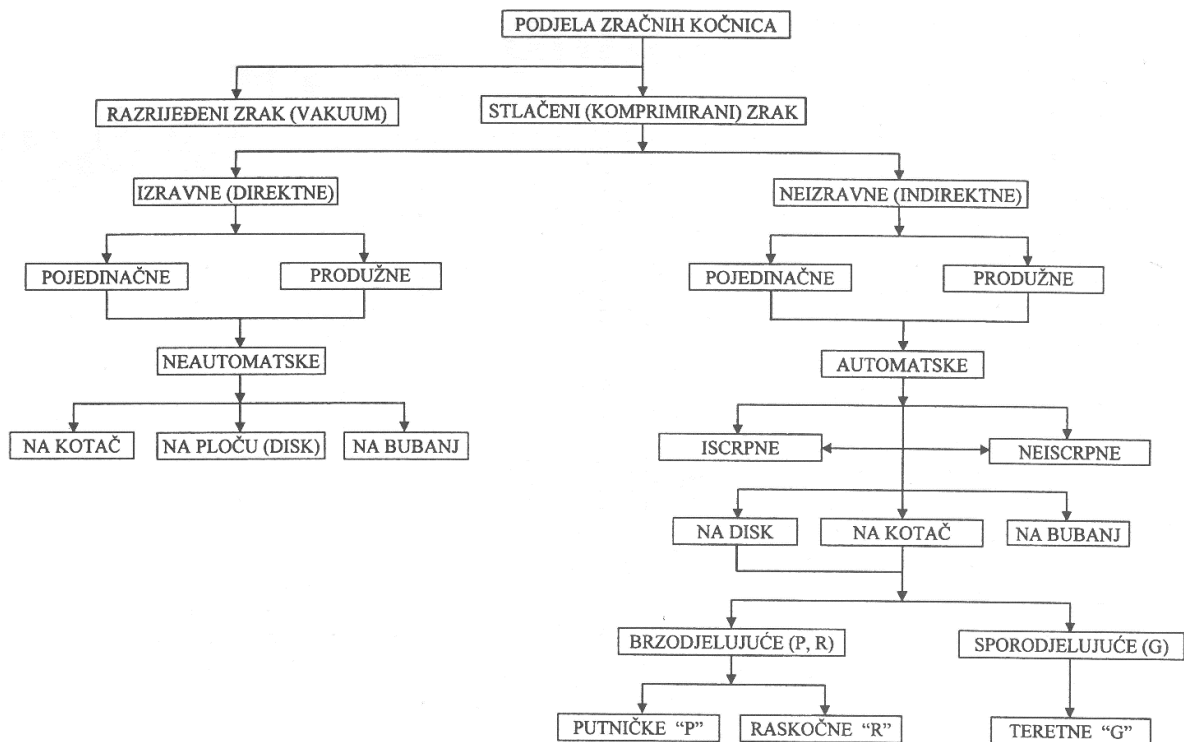 PODJELA ZRAČNIH KOČNICA
RAZRIJEĐENI ZRAK (VAKUUM)
STLAČENI (KOMPRIMIRANI) ZRAK
IZRAVNE (DIREKTNE)
NEIZRAVNE (INDIREKTNE)
POJEDINAČNE
PRODUŽNE
POJEDINAČNE
PRODUŽNE
NEAUTOMATSKE
AUTOMATSKE
NA KOTAČ
NA PLOČU (DISK)
NA BUBANJ
ISCRPNE
NEISCRPNE
NA DISK
NA KOTAČ
NA BUBANJ
BRZODJELUJUĆE (P, R)
SPORODJELUJUĆE (G)
PUTNIČKE “P”
RASKOČNE “R”
TERETNE “G”